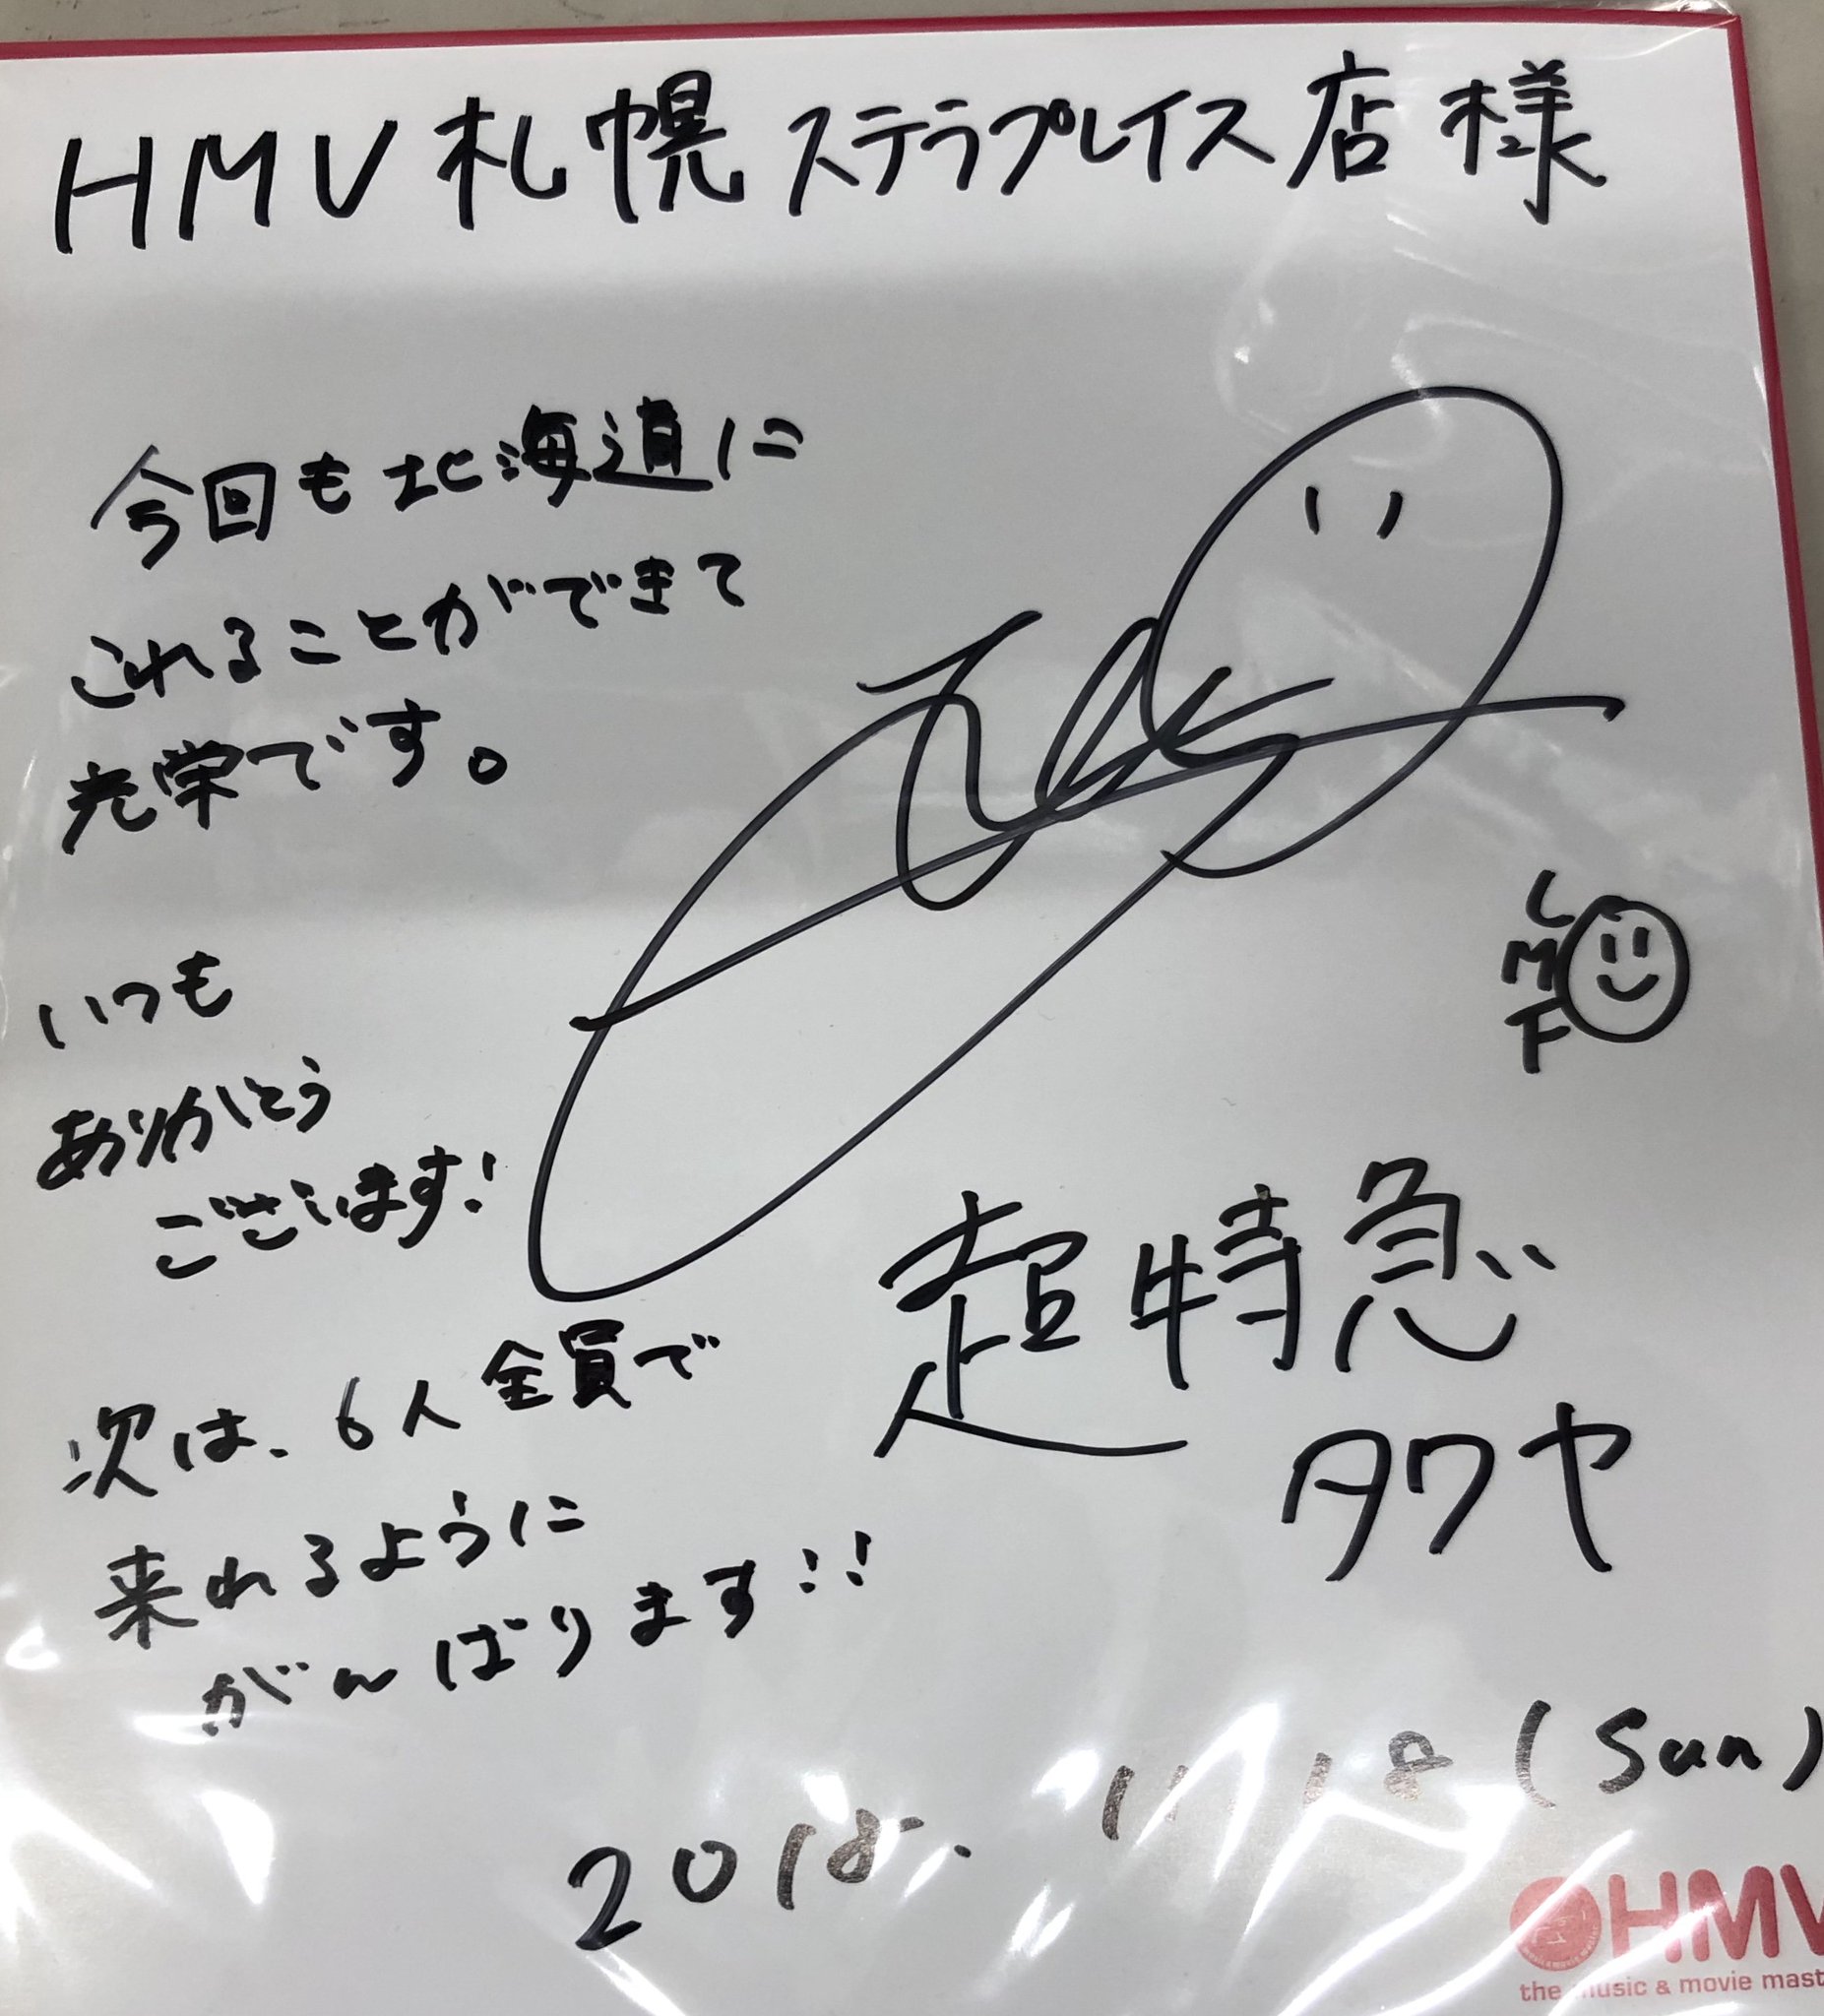 HMV札幌ステラプレイス店様
今回も北海道に
これることができて
光栄です。
いつも
ありがとう
ございます!
次は、6人全員で
来れるように
がんばります!!
LMF
超特急
タクヤ
2018.11.18(Sun)
HMV
the music & movie mast